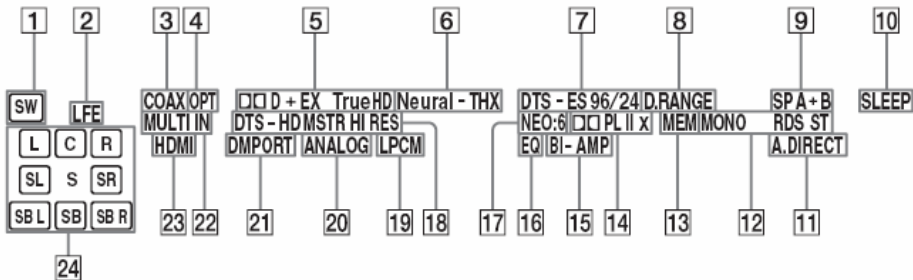 1 2 3 4 5 6 7 8 9 10
SW LFE COAX OPT D + EX TrueHD Neural - THX DTS - ES 96/24 D.RANGE SP A + B SLEEP
MULTI IN DTS - HD MSTR HI RES NEO:6 PL II x MEM MONO RDS ST
L C R HDMI DMPORT ANALOG LPCM EQ BI - AMP A.DIRECT
SL S SR
SB L SB SB R
23 22 21 20 19 18 17 16 15 14 13 12 11
24